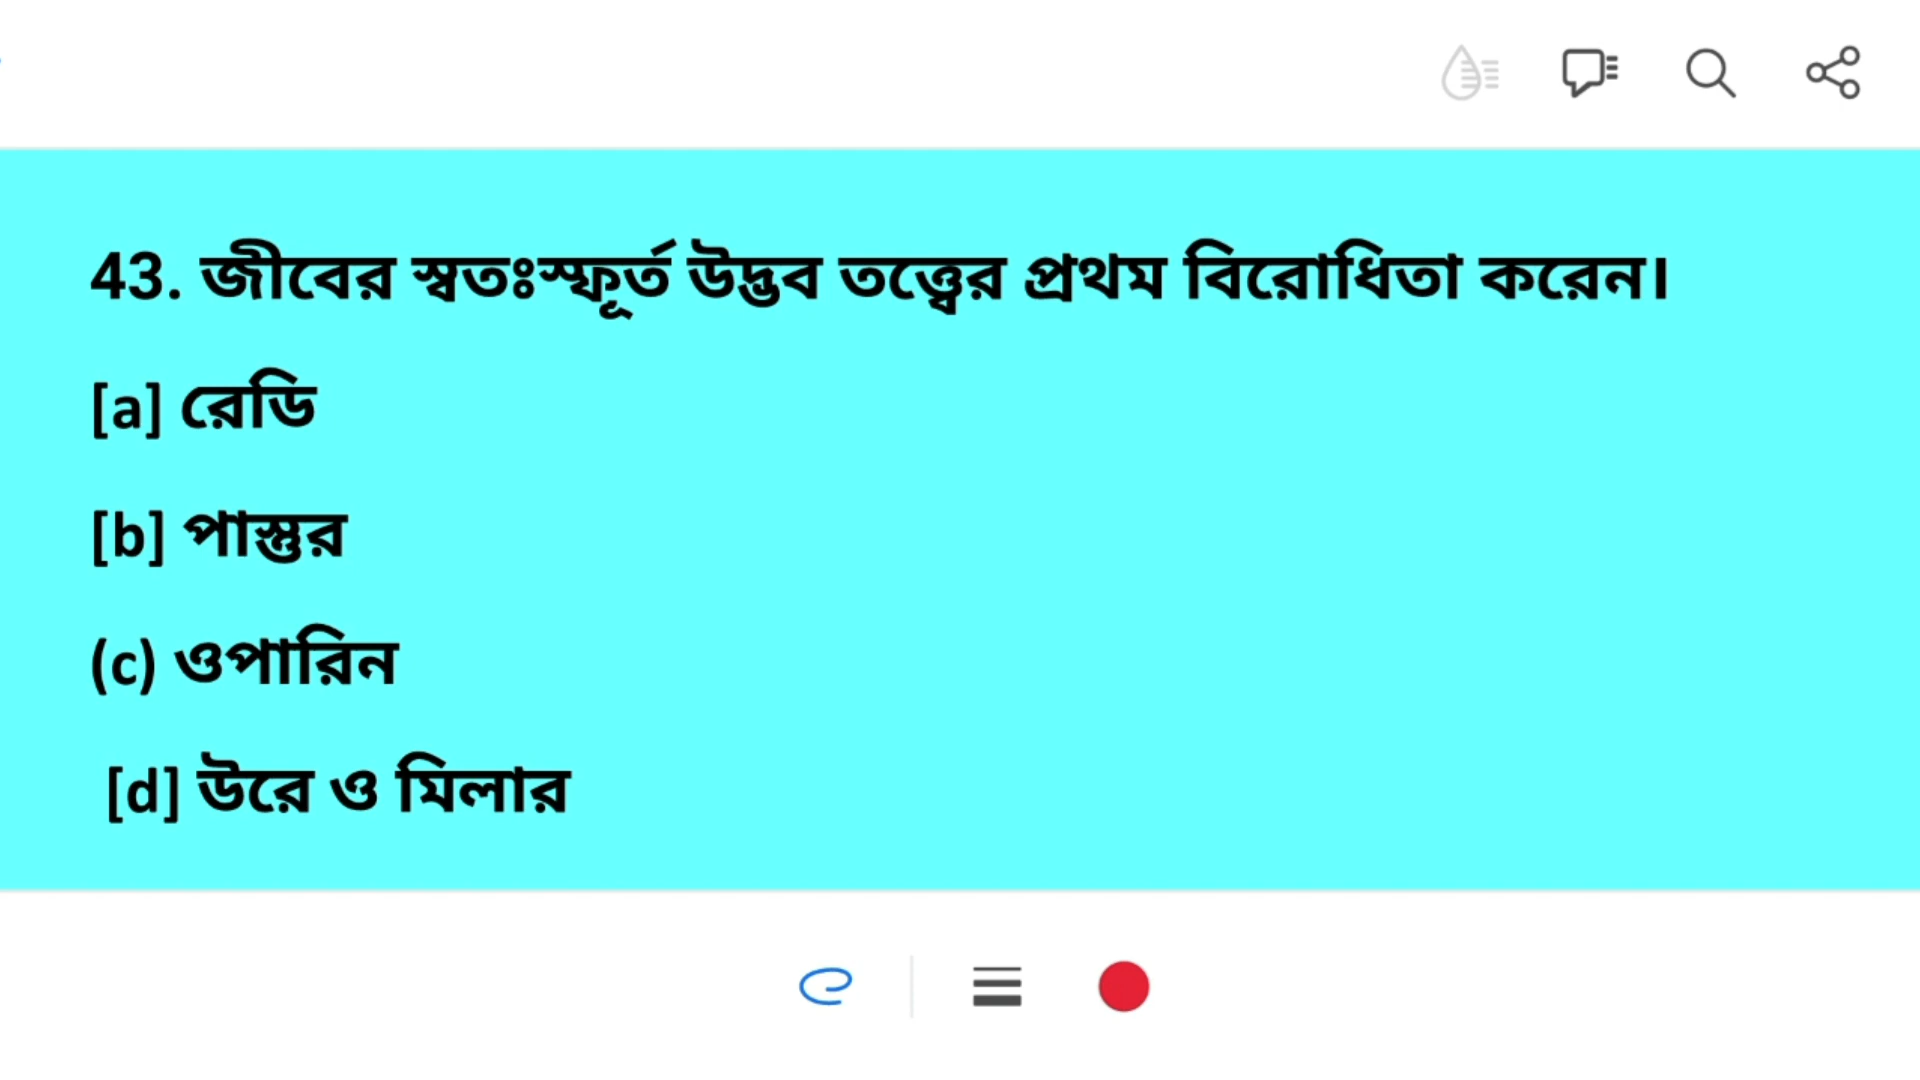 43. জীবের স্বতঃস্ফূর্ত উদ্ভব তত্ত্বের প্রথম বিরোধিতা করেন।
[a] রেডি
[b] পাস্তুর
(c) ওপারিন
[d] উরে ও মিলার